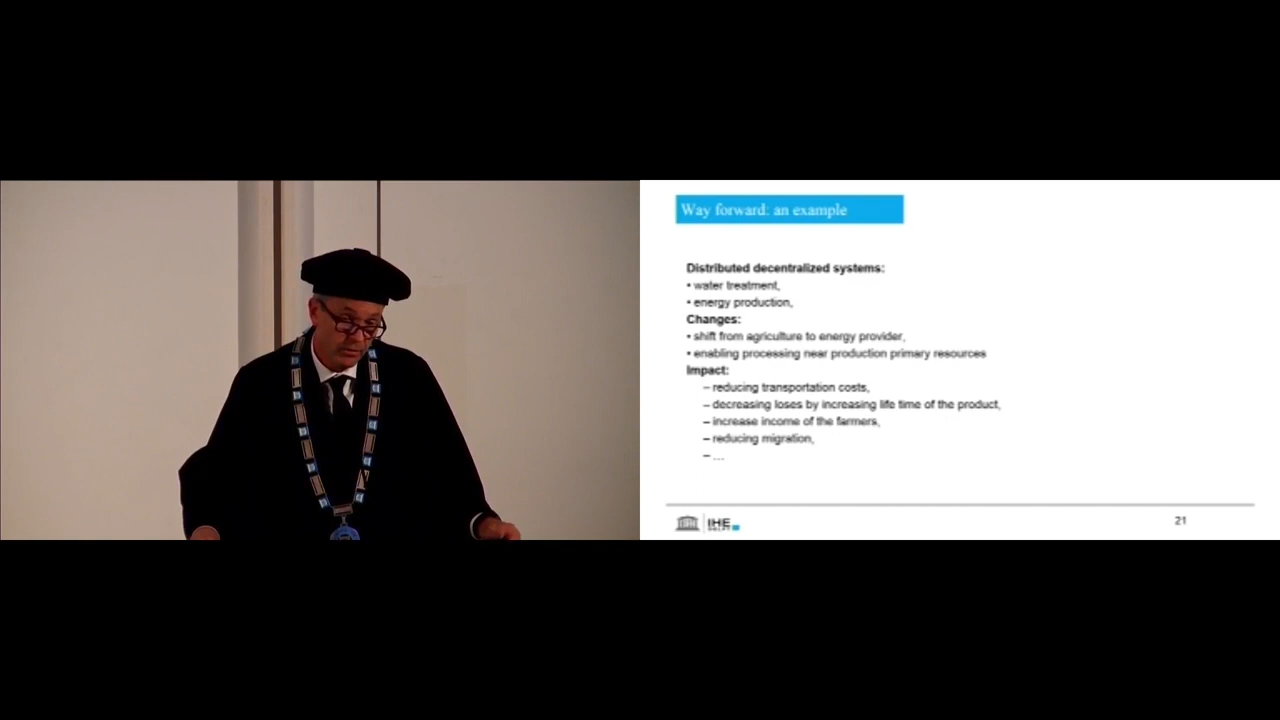 Way forward: an example
Distributed decentralized systems:
• water treatment,
• energy production,
Changes:
• shift from agriculture to energy provider,
• enabling processing near production primary resources
Impact:
– reducing transportation costs,
– decreasing loses by increasing life time of the product,
– increase income of the farmers,
– reducing migration,
– ...
IHE
DELFT
21